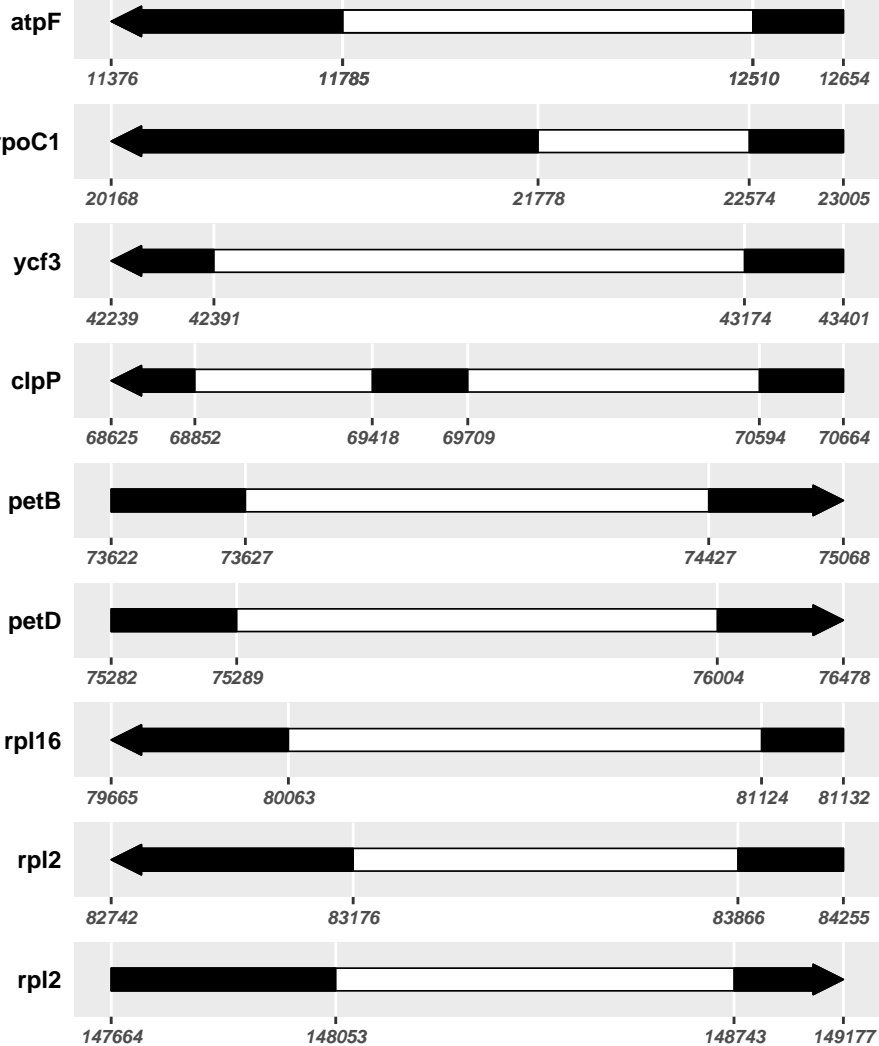 atpF
11376 11785 12510 12654
poC1
20168 21778 22574 23005
ycf3
42239 42391 43174 43401
clpP
68625 68852 69418 69709 70594 70664
petB
73622 73627 74427 75068
petD
75282 75289 76004 76478
rpl16
79665 80063 81124 81132
rpl2
82742 83176 83866 84255
rpl2
147664 148053 148743 149177